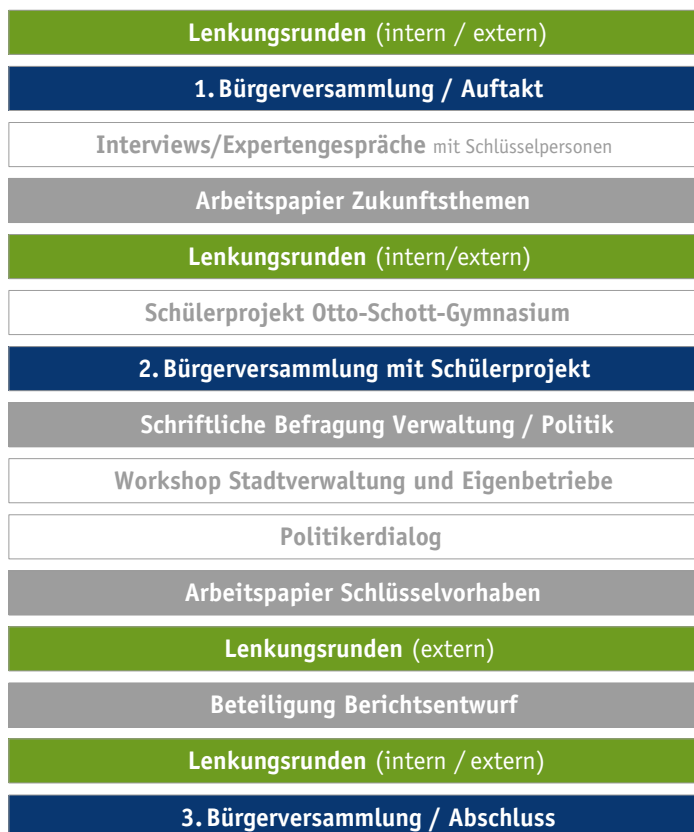 Lenkungsrunden (intern / extern)
1. Bürgerversammlung / Auftakt
Interviews/Expertengespräche mit Schlüsselpersonen
Arbeitspapier Zukunftsthemen
Lenkungsrunden (intern/extern)
Schülerprojekt Otto-Schott-Gymnasium
2. Bürgerversammlung mit Schülerprojekt
Schriftliche Befragung Verwaltung / Politik
Workshop Stadtverwaltung und Eigenbetriebe
Politikerdialog
Arbeitspapier Schlüsselvorhaben
Lenkungsrunden (extern)
Beteiligung Berichtsentwurf
Lenkungsrunden (intern / extern)
3. Bürgerversammlung / Abschluss